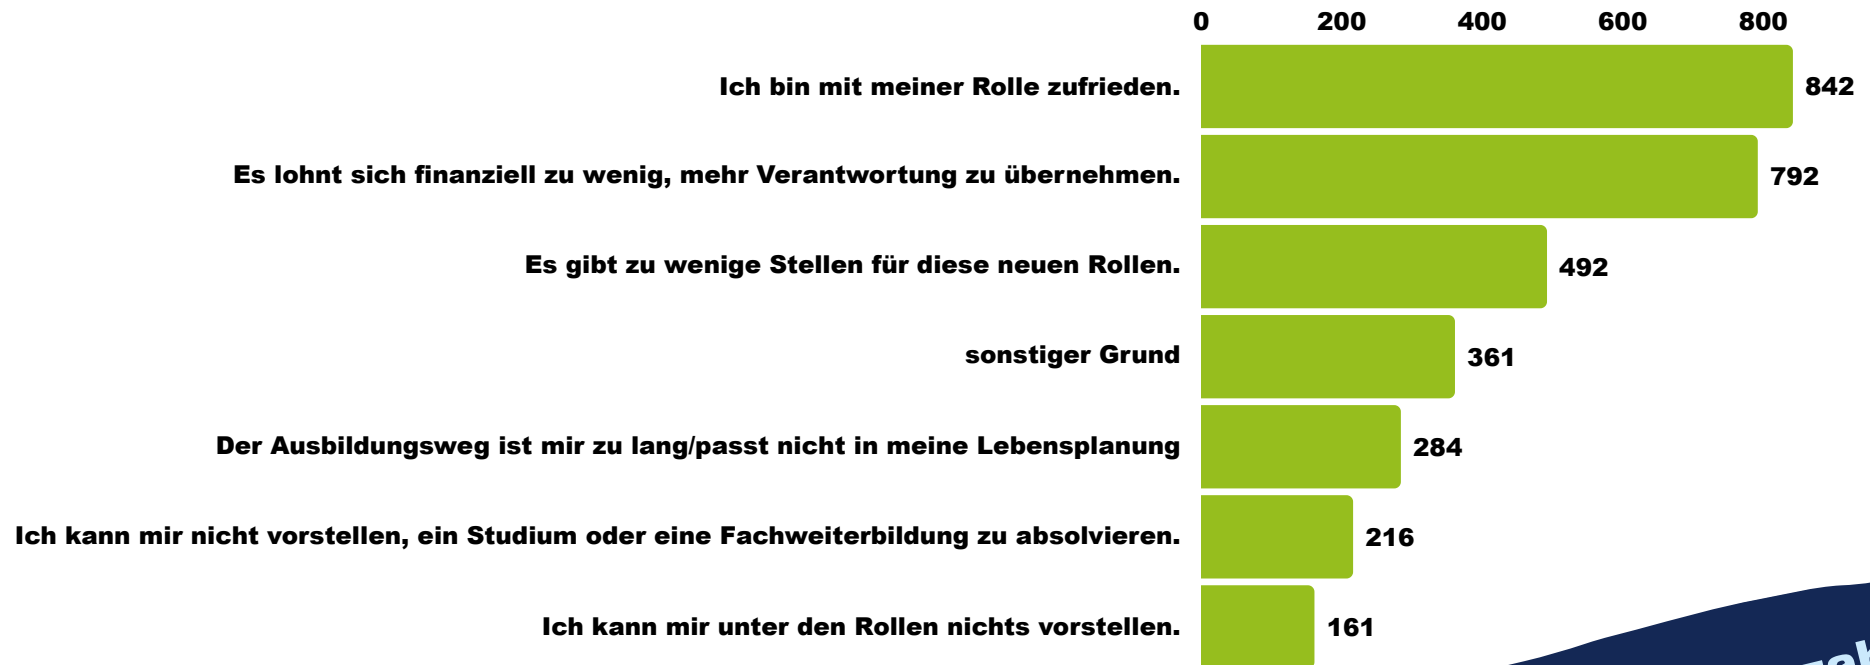 0 200 400 600 800
Ich bin mit meiner Rolle zufrieden. 842
Es lohnt sich finanziell zu wenig, mehr Verantwortung zu übernehmen. 792
Es gibt zu wenige Stellen für diese neuen Rollen. 492
sonstiger Grund 361
Der Ausbildungsweg ist mir zu lang/passt nicht in meine Lebensplanung 284
Ich kann mir nicht vorstellen, ein Studium oder eine Fachweiterbildung zu absolvieren. 216
Ich kann mir unter den Rollen nichts vorstellen. 161